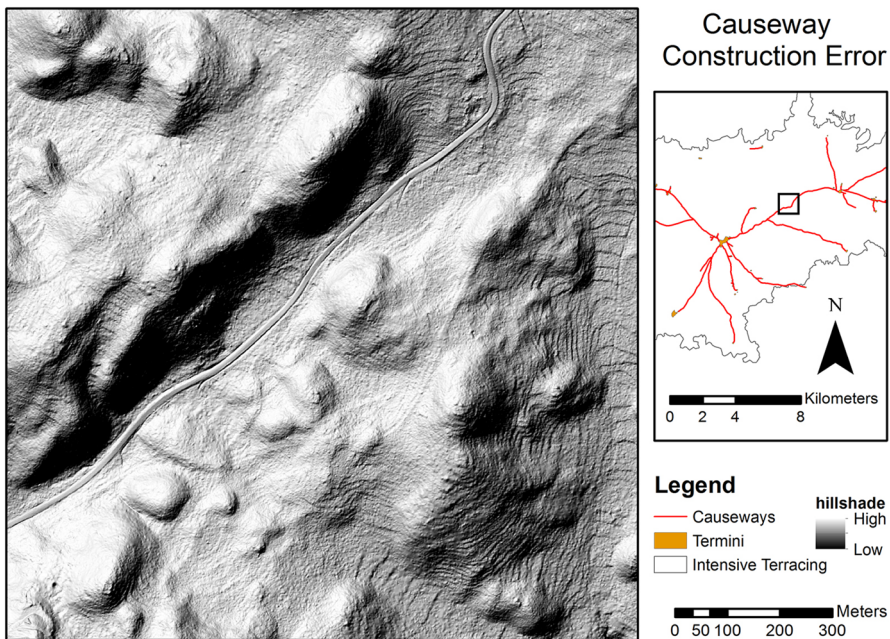 Causeway
Construction Error
N
Kilometers
0 2 4 8
Legend
Causeways
Termini
Intensive Terracing
hillshade
High
Low
Meters
0 50 100 200 300